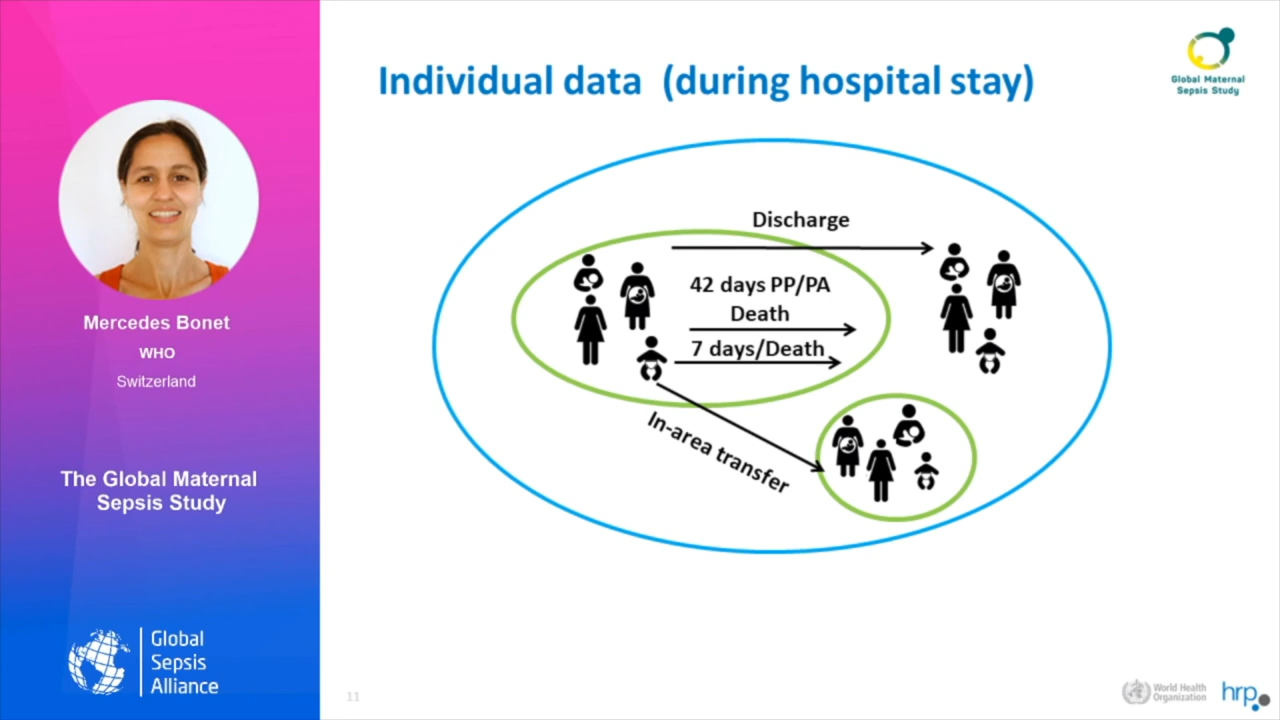 Mercedes Bonet
WHO
Switzerland
The Global Maternal
Sepsis Study
Global
Sepsis
Alliance
Individual data (during hospital stay)
Global Maternal
Sepsis Study
Discharge
42 days PP/PA
Death
7 days/Death
In-area transfer
11
World Health
Organization
hrp